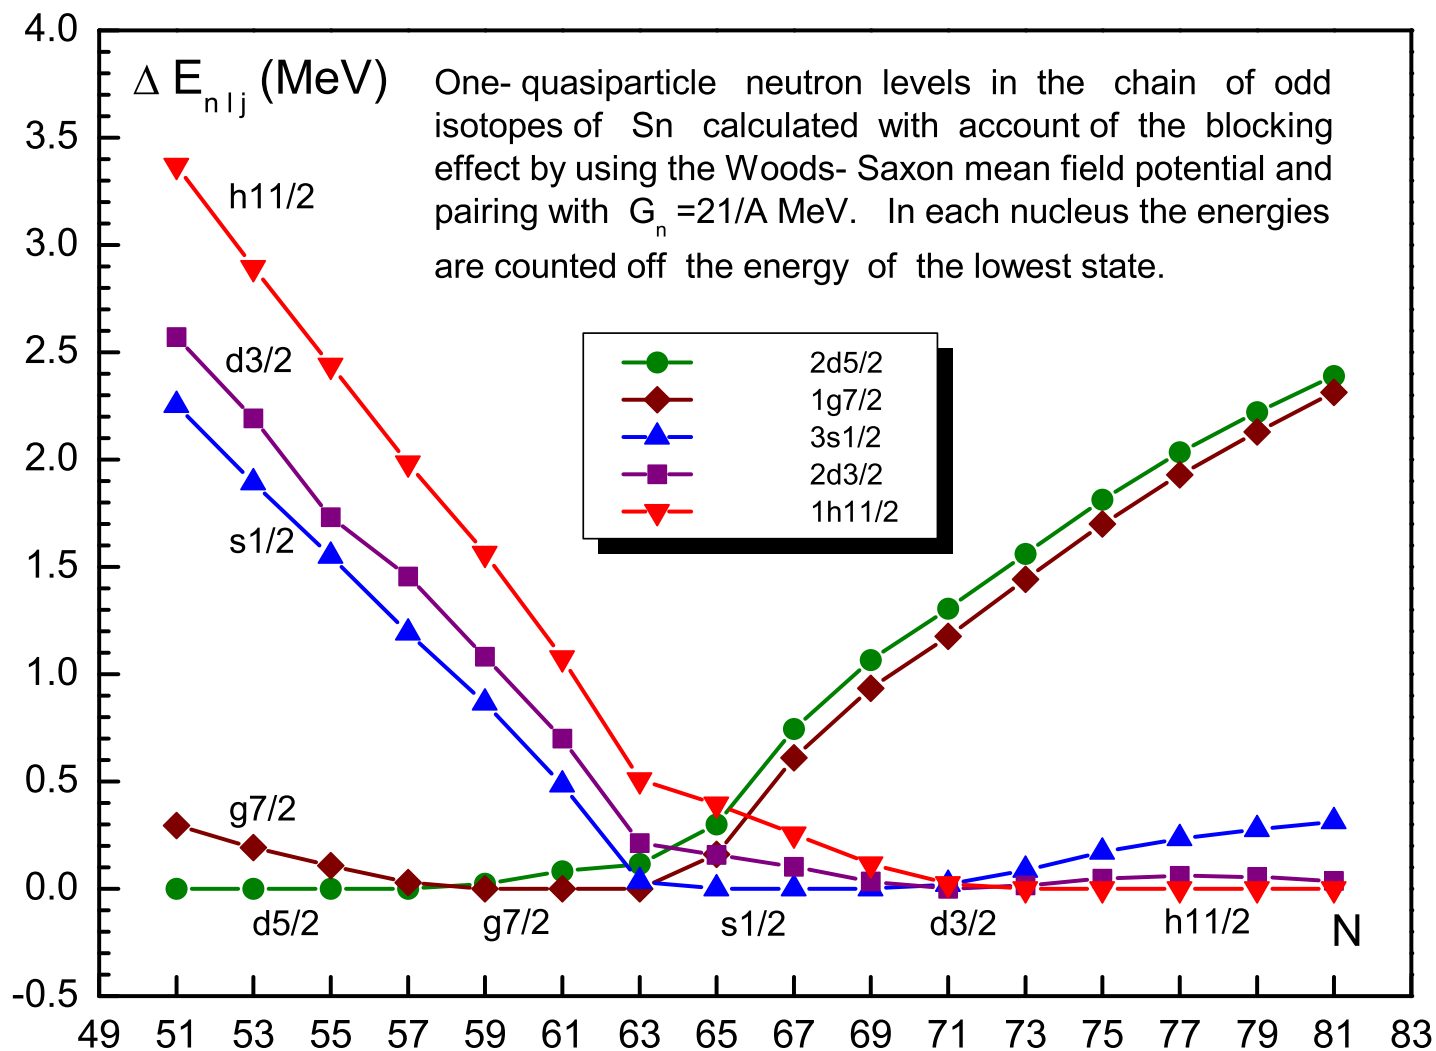 4.0
3.5
3.0
2.5
2.0
1.5
1.0
0.5
0.0
-0.5
Δ E n l j (MeV)
One- quasiparticle neutron levels in the chain of odd
isotopes of Sn calculated with account of the blocking
effect by using the Woods- Saxon mean field potential and
pairing with Gn =21/A MeV. In each nucleus the energies
are counted off the energy of the lowest state.
h11/2
d3/2
s1/2
g7/2
2d5/2
1g7/2
3s1/2
2d3/2
1h11/2
d5/2 g7/2 s1/2 d3/2 h11/2 N
49 51 53 55 57 59 61 63 65 67 69 71 73 75 77 79 81 83